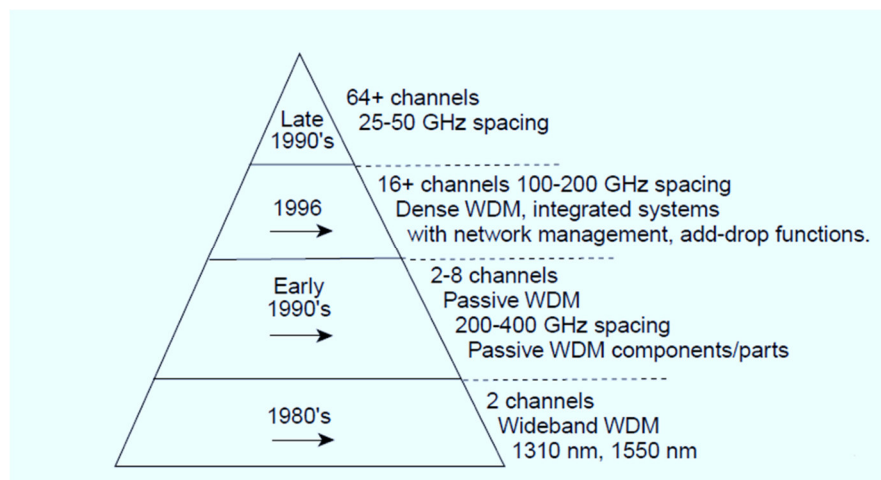 Late
1990's
64+ channels
25-50 GHz spacing
1996
16+ channels 100-200 GHz spacing
Dense WDM, integrated systems
with network management, add-drop functions.
Early
1990's
2-8 channels
Passive WDM
200-400 GHz spacing
Passive WDM components/parts
1980's
2 channels
Wideband WDM
1310 nm, 1550 nm